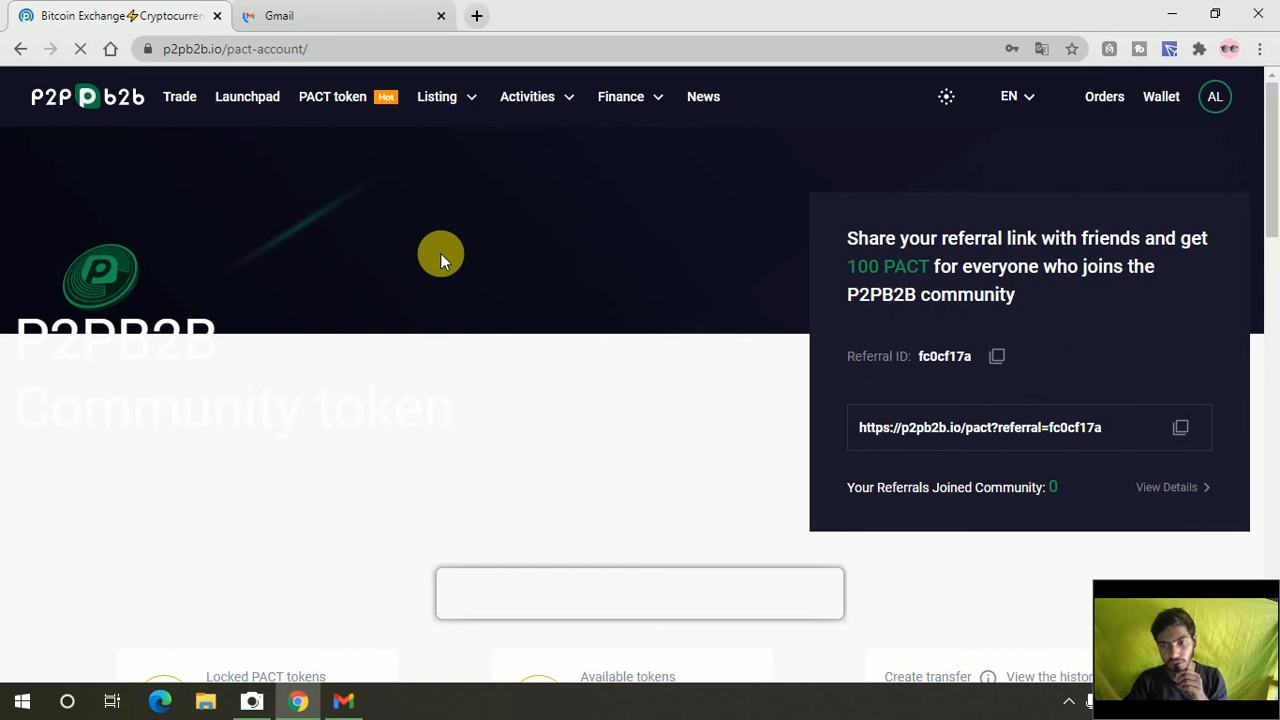 Bitcoin Exchange⚡Cryptocurren
Gmail
p2pb2b.io/pact-account/
P2P b2b
Trade
Launchpad
PACT token Hot
Listing
Activities
Finance
News
EN
Orders
Wallet
AL
P2PB2B
Community token
Share your referral link with friends and get
100 PACT for everyone who joins the
P2PB2B community
Referral ID: fc0cf17a
https://p2pb2b.io/pact?referral=fc0cf17a
Your Referrals Joined Community: 0
View Details
Locked PACT tokens
Available tokens
Create transfer
View the histor